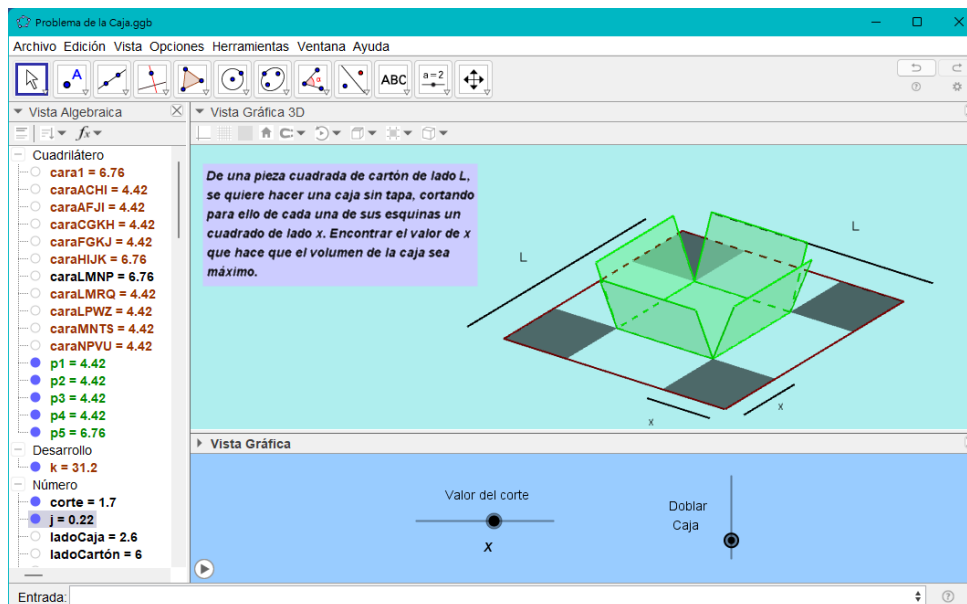 Problema de la Caja.ggb
Archivo Edición Vista Opciones Herramientas Ventana Ayuda
A
α
ABC
a=2
Vista Algebraica
fx
Cuadrilátero
cara1 = 6.76
caraACHI = 4.42
caraAFJI = 4.42
caraCGKH = 4.42
caraFGKJ = 4.42
caraHIJK = 6.76
caraLMNP = 6.76
caraLMRQ = 4.42
caraLPWZ = 4.42
caraMNTS = 4.42
caraNPVU = 4.42
p1 = 4.42
p2 = 4.42
p3 = 4.42
p4 = 4.42
p5 = 6.76
Desarrollo
k = 31.2
Número
corte = 1.7
j = 0.22
ladoCaja = 2.6
ladoCartón = 6
Vista Gráfica 3D
De una pieza cuadrada de cartón de lado L,
se quiere hacer una caja sin tapa, cortando
para ello de cada una de sus esquinas un
cuadrado de lado x. Encontrar el valor de x
que hace que el volumen de la caja sea
máximo.
L
L
x
x
Vista Gráfica
Valor del corte
x
Doblar
Caja
Entrada: